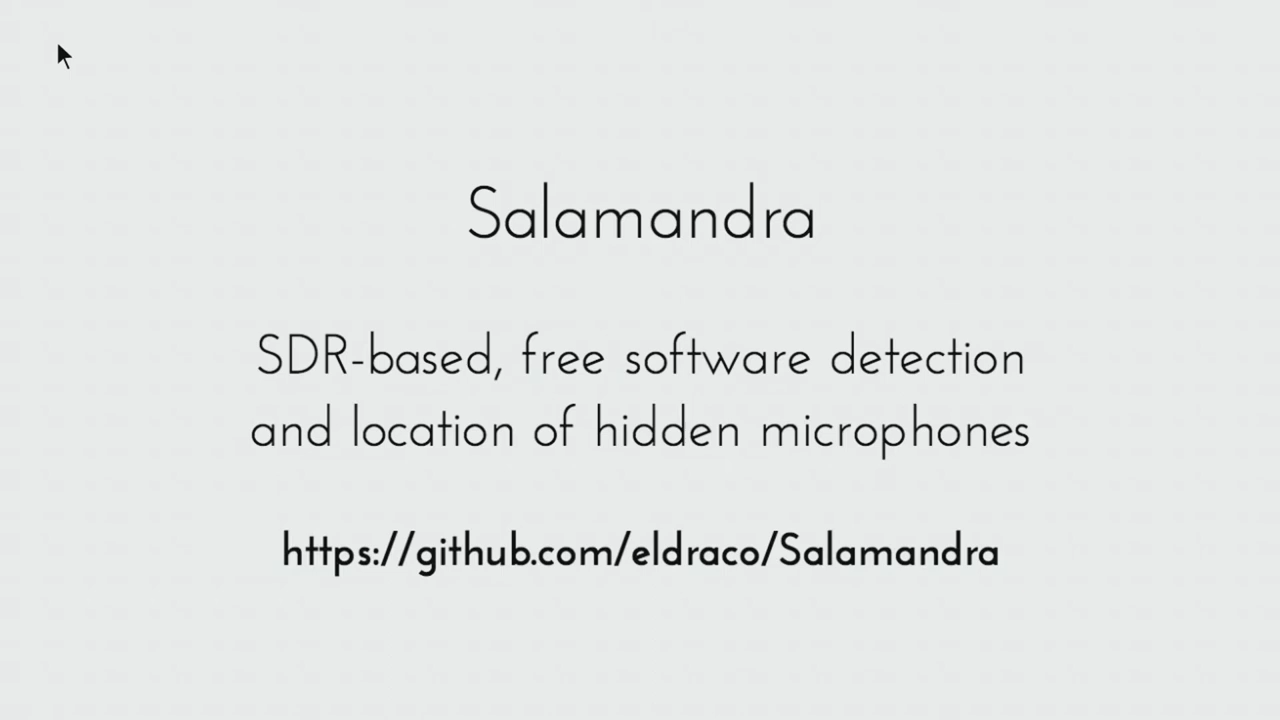 Salamandra
SDR-based, free software detection
and location of hidden microphones
https://github.com/eldraco/Salamandra